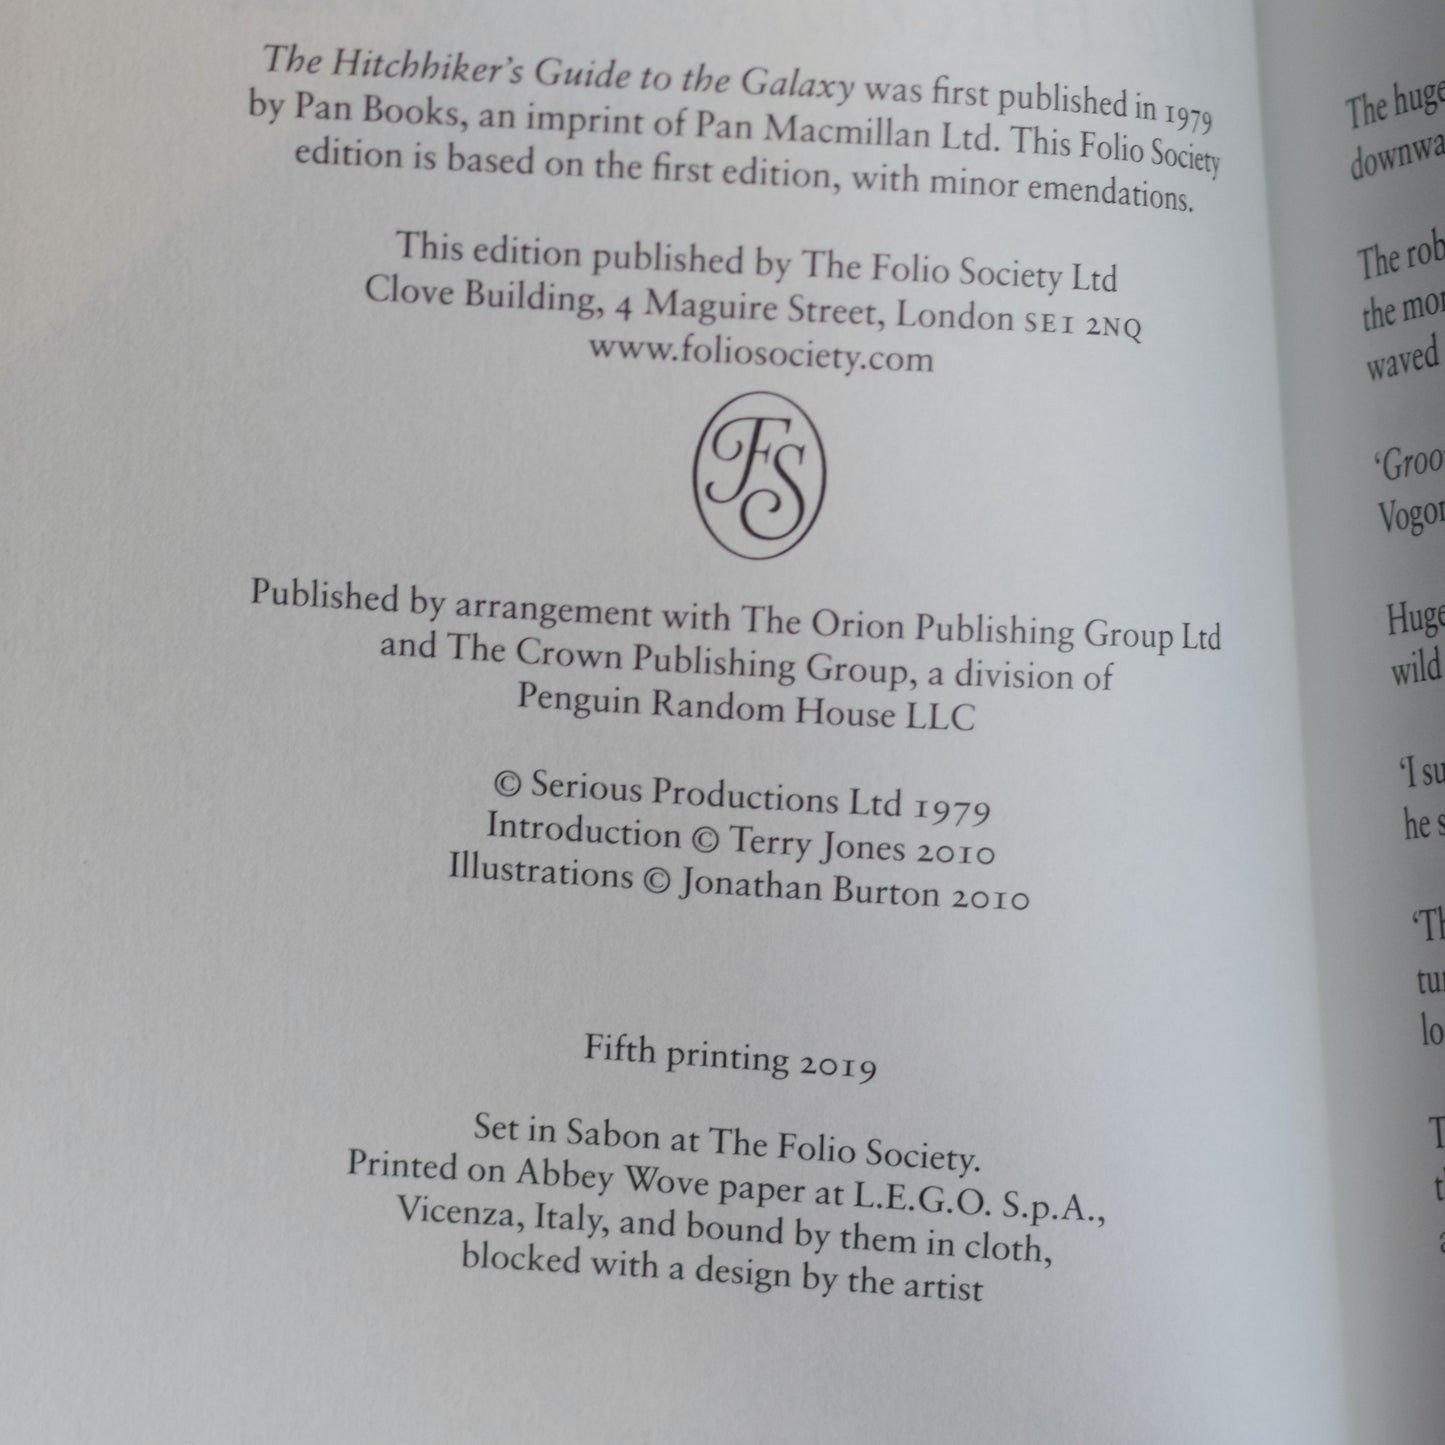 The Hitchhiker's Guide to the Galaxy was first published in 1979
by Pan Books, an imprint of Pan Macmillan Ltd. This Folio Society
edition is based on the first edition, with minor emendations.
This edition published by The Folio Society Ltd
Clove Building, 4 Maguire Street, London SE1 2NQ
www.foliosociety.com
FS
Published by arrangement with The Orion Publishing Group Ltd
and The Crown Publishing Group, a division of
Penguin Random House LLC
© Serious Productions Ltd 1979
Introduction © Terry Jones 2010
Illustrations © Jonathan Burton 2010
Fifth printing 2019
Set in Sabon at The Folio Society.
Printed on Abbey Wove paper at L.E.G.O. S.p.A.,
Vicenza, Italy, and bound by them in cloth,
blocked with a design by the artist
The huge
The
the
waved
Huge
wild
'I
he